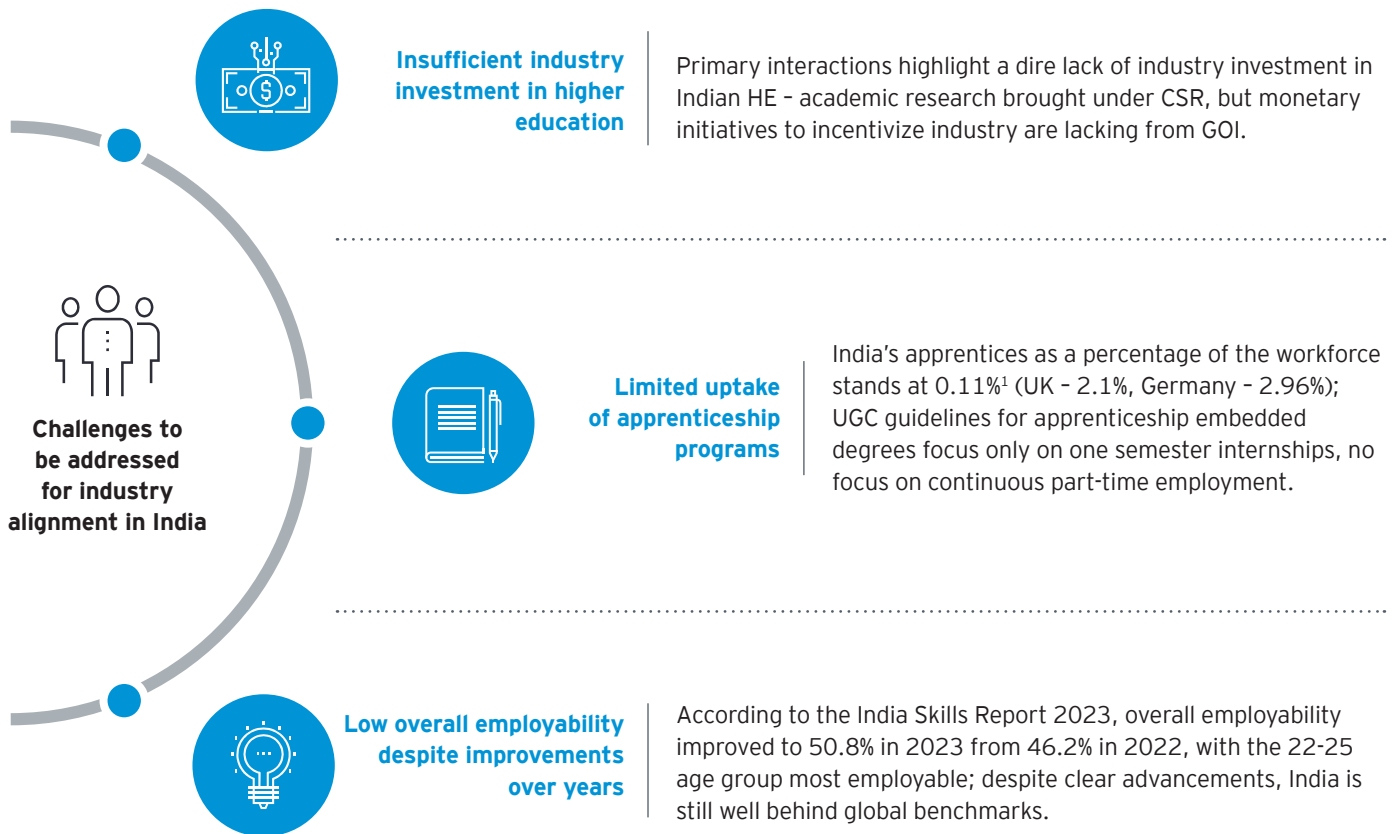 Insufficient industry
investment in higher
education
Primary interactions highlight a dire lack of industry investment in
Indian HE – academic research brought under CSR, but monetary
initiatives to incentivize industry are lacking from GOI.
Challenges to
be addressed
for industry
alignment in India
Limited uptake
of apprenticeship
programs
India’s apprentices as a percentage of the workforce
stands at 0.11%¹ (UK – 2.1%, Germany – 2.96%);
UGC guidelines for apprenticeship embedded
degrees focus only on one semester internships, no
focus on continuous part-time employment.
Low overall employability
despite improvements
over years
According to the India Skills Report 2023, overall employability
improved to 50.8% in 2023 from 46.2% in 2022, with the 22-25
age group most employable; despite clear advancements, India is
still well behind global benchmarks.